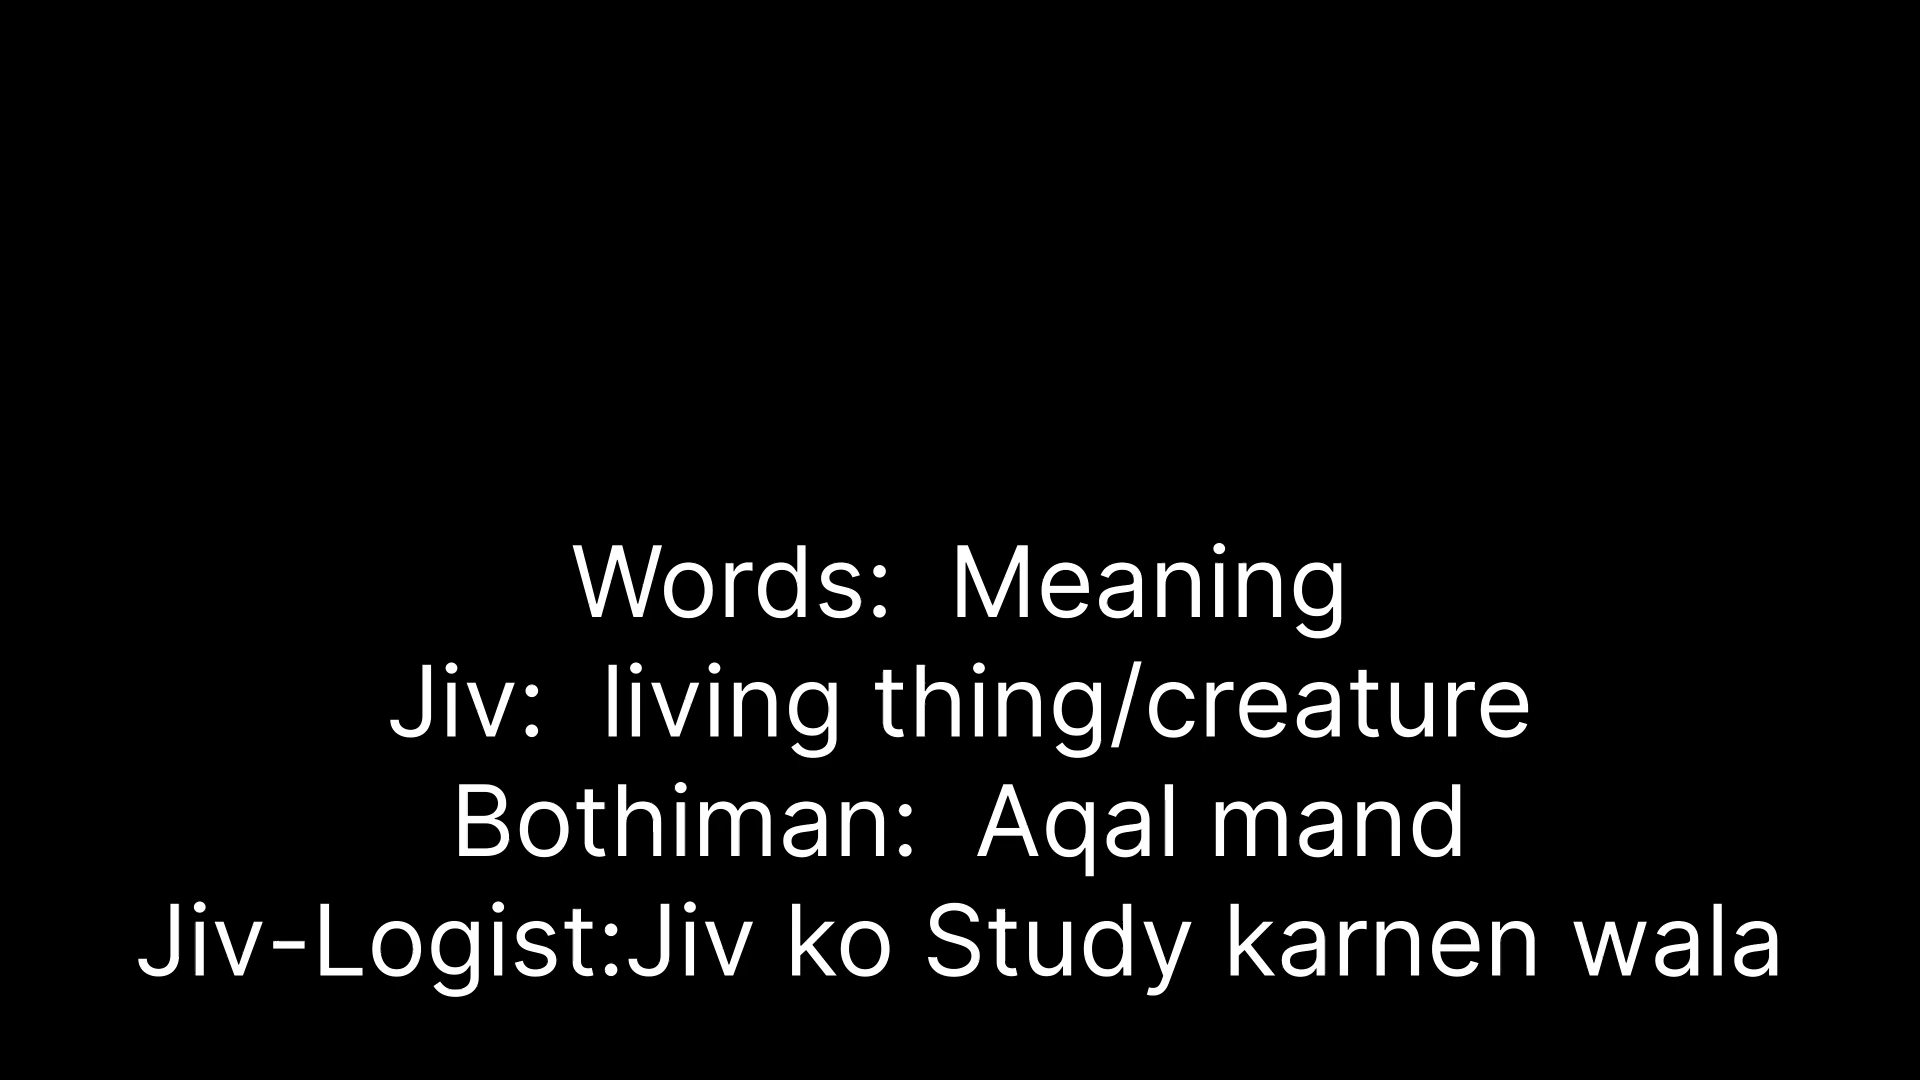 Words:  Meaning
Jiv:  living thing/creature
Bothiman:  Aqal mand
Jiv-Logist:Jiv ko Study karnen wala